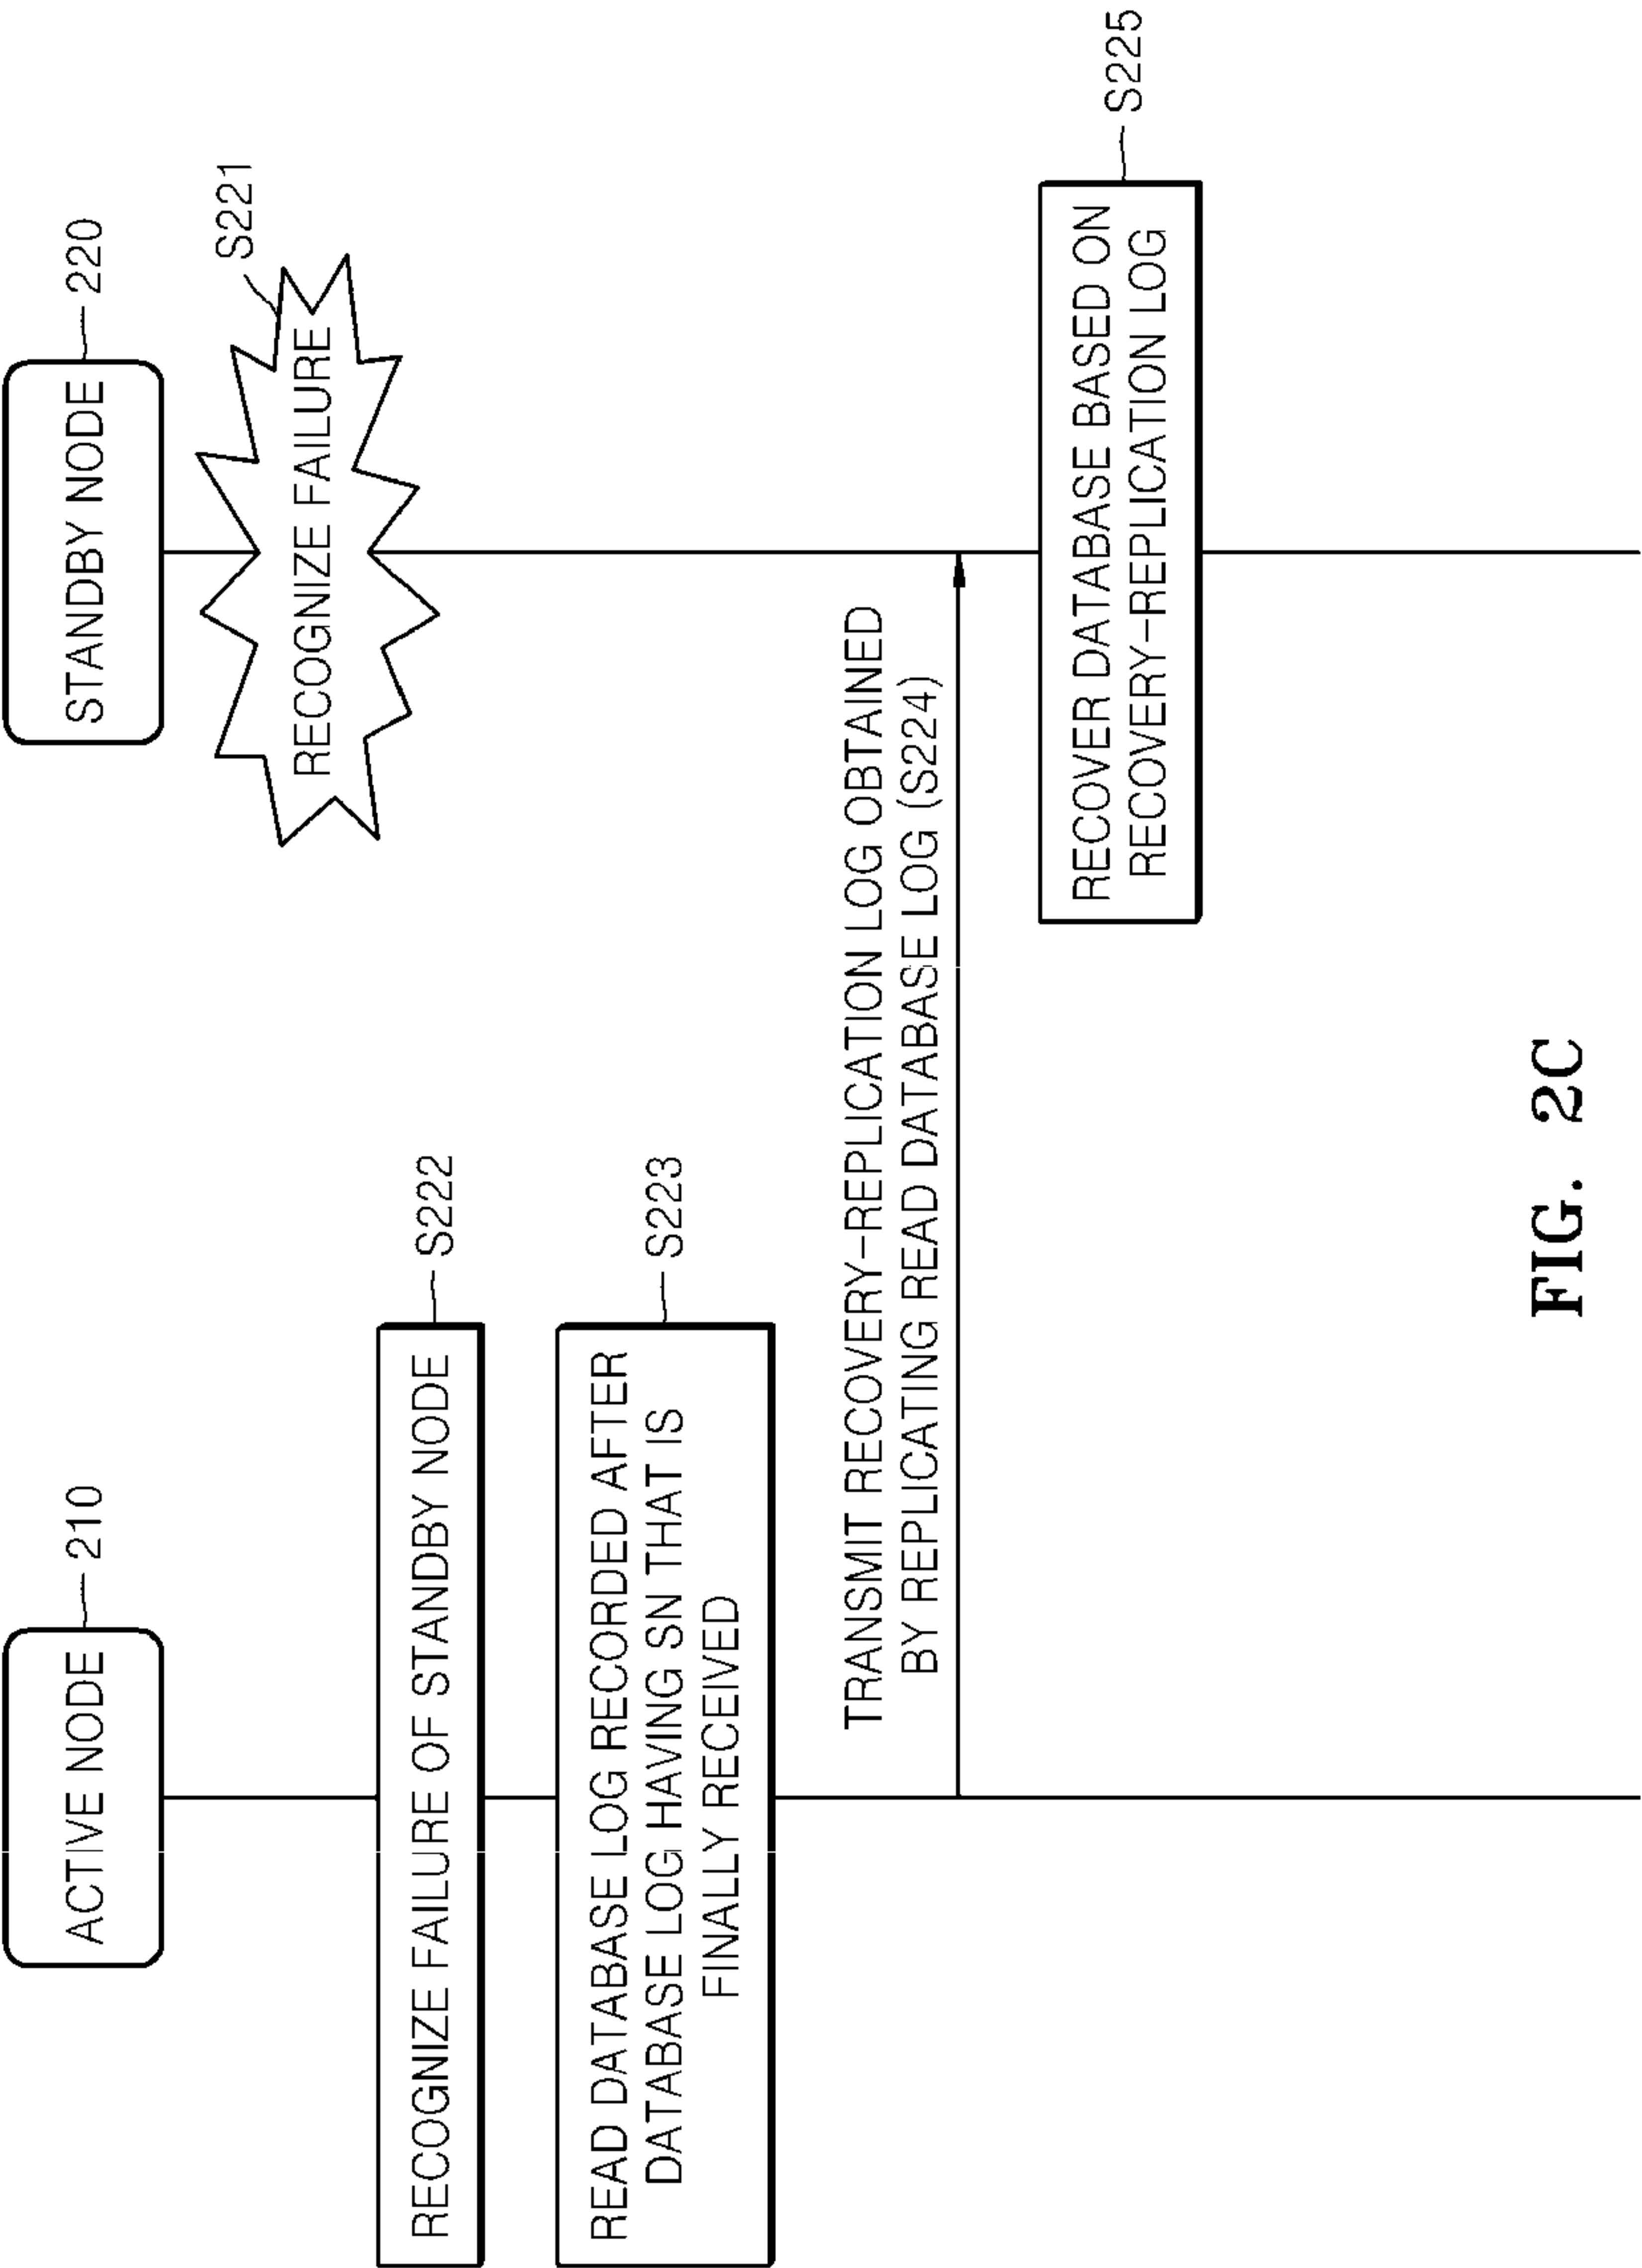 ACTIVE NODE
210
STANDBY NODE
220
RECOGNIZE FAILURE
S221
RECOGNIZE FAILURE OF STANDBY NODE
S222
READ DATABASE LOG RECORDED AFTER
DATABASE LOG HAVING SN THAT IS
FINALLY RECEIVED
S223
TRANSMIT RECOVERY-REPLICATION LOG OBTAINED
BY REPLICATING READ DATABASE LOG (S224)
RECOVER DATABASE BASED ON
RECOVERY-REPLICATION LOG
S225
FIG. 2C